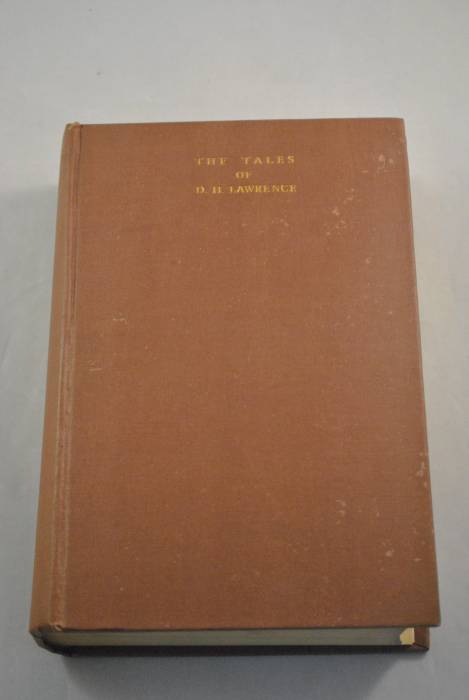 THE TALES
OF
D. H. LAWRENCE